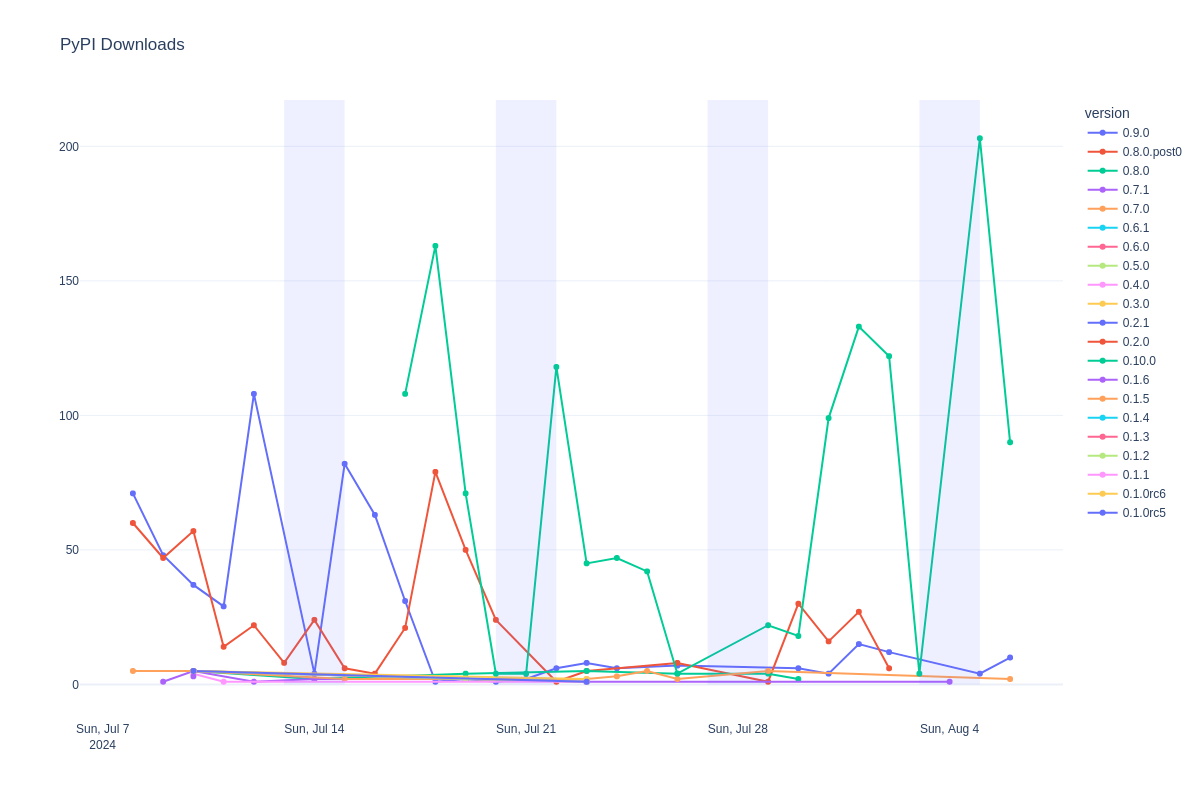 PyPI Downloads
version
0.9.0
0.8.0.post0
0.8.0
0.7.1
0.7.0
0.6.1
0.6.0
0.5.0
0.4.0
0.3.0
0.2.1
0.2.0
0.10.0
0.1.6
0.1.5
0.1.4
0.1.3
0.1.2
0.1.1
0.1.0rc6
0.1.0rc5
200
150
100
50
0
Sun, Jul 7
2024
Sun, Jul 14
Sun, Jul 21
Sun, Jul 28
Sun, Aug 4